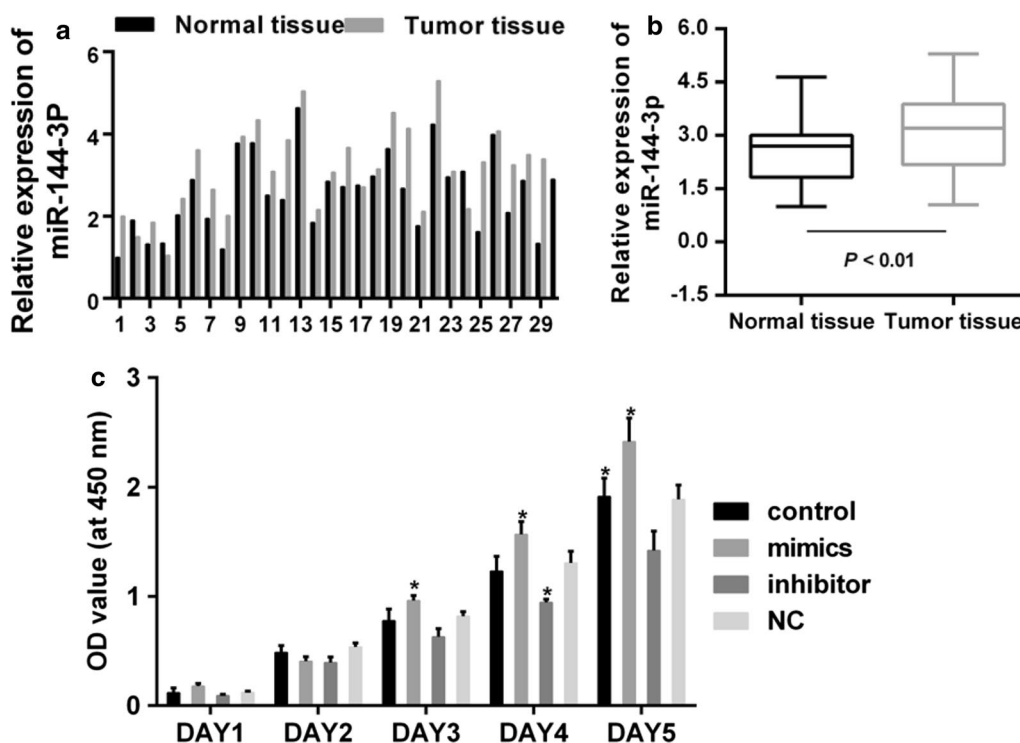 a
Normal tissue
Tumor tissue
Relative expression of
miR-144-3P
6
4
2
0
1 3 5 7 9 11 13 15 17 19 21 23 25 27 29
b
Relative expression of
miR-144-3p
6.0
4.5
3.0
1.5
0.0
-1.5
P < 0.01
Normal tissue Tumor tissue
c
OD value (at 450 nm)
3
2
1
0
*
*
*
*
*
DAY1 DAY2 DAY3 DAY4 DAY5
control
mimics
inhibitor
NC